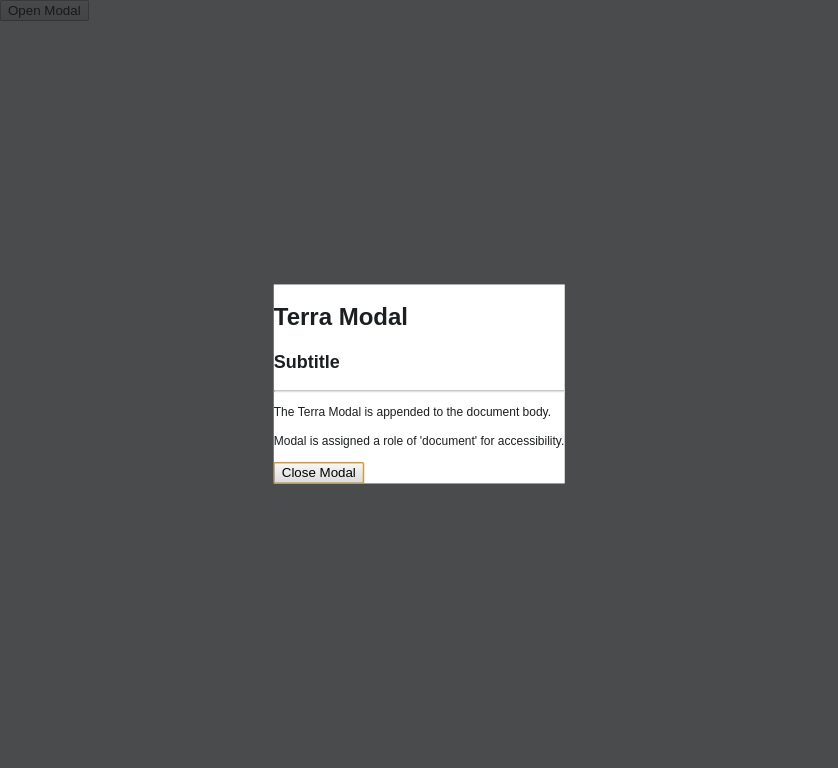 Open Modal
Terra Modal
Subtitle
The Terra Modal is appended to the document body.
Modal is assigned a role of 'document' for accessibility.
Close Modal